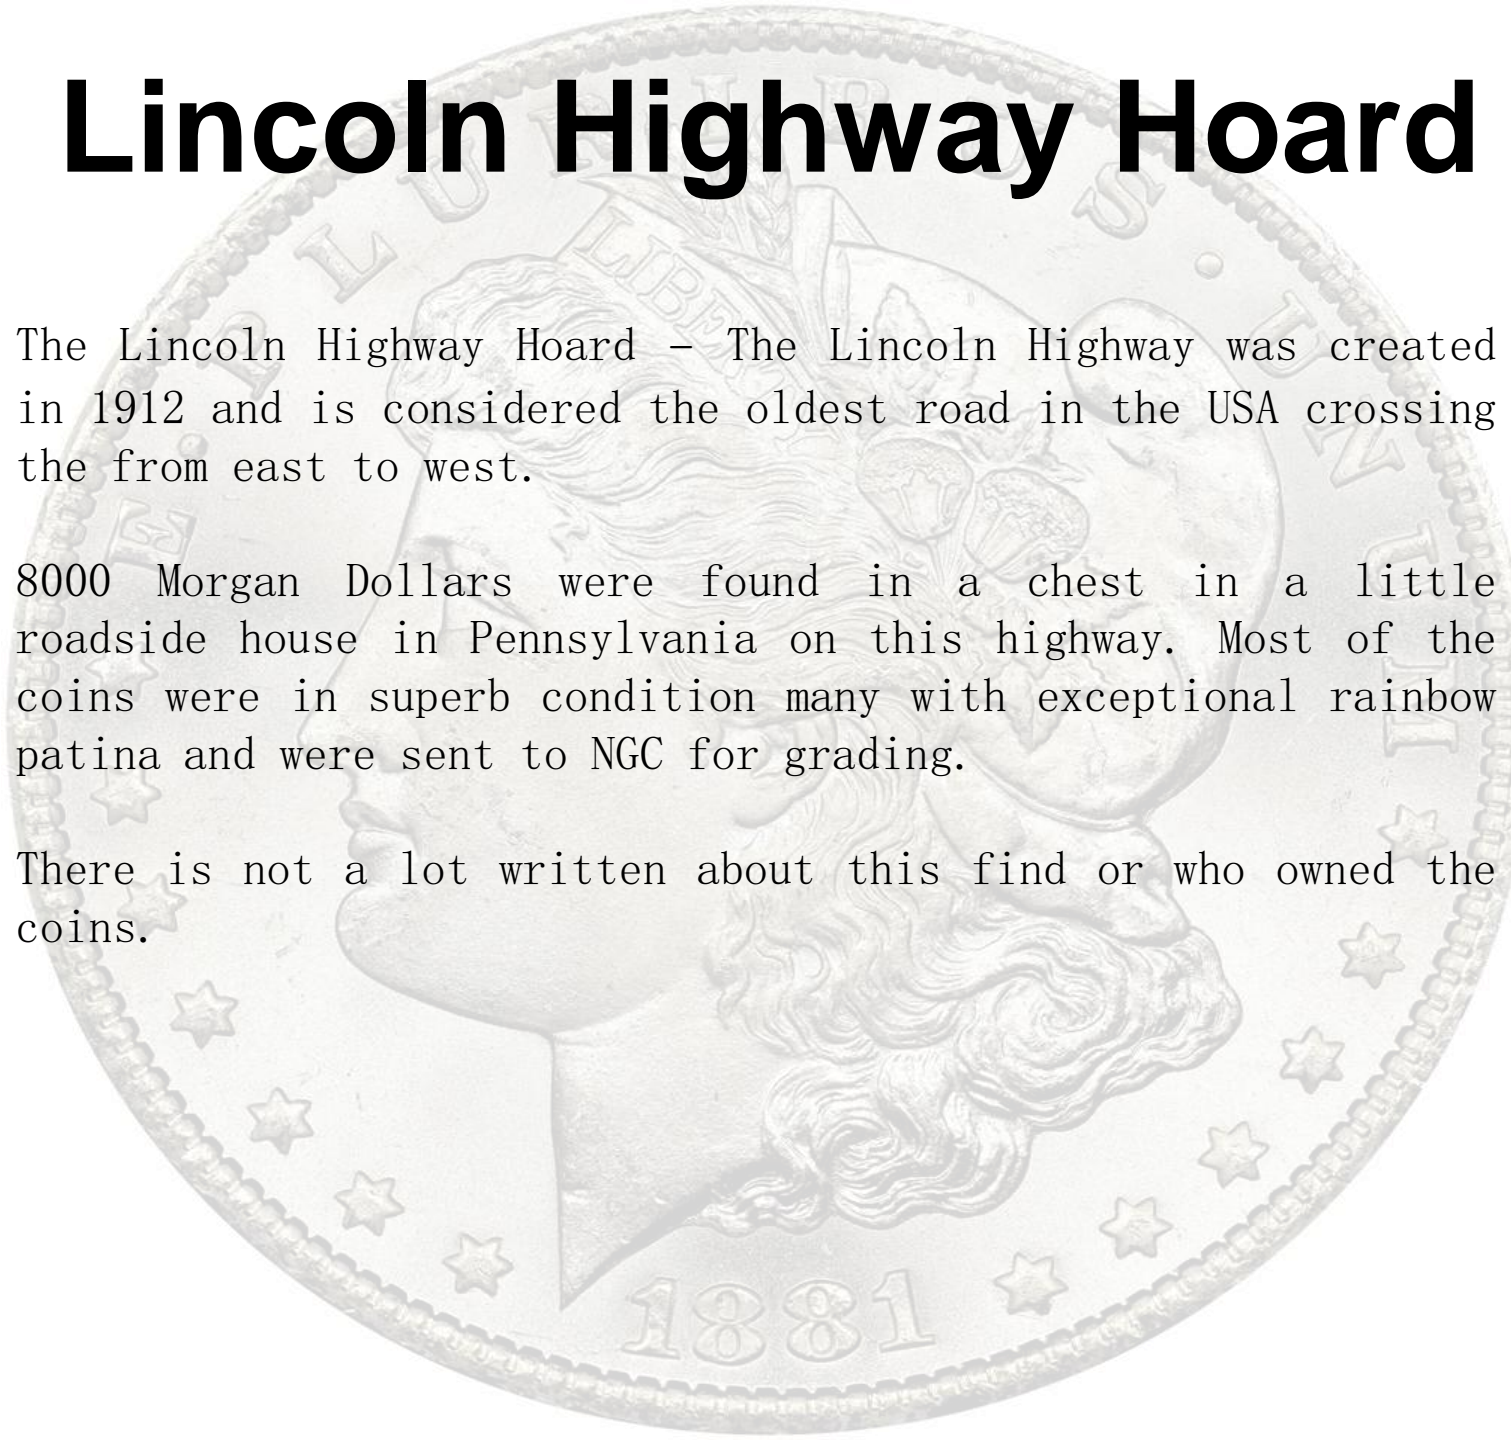 Lincoln Highway Hoard
The Lincoln Highway Hoard – The Lincoln Highway was created
in 1912 and is considered the oldest road in the USA crossing
the from east to west.
8000 Morgan Dollars were found in a chest in a little
roadside house in Pennsylvania on this highway. Most of the
coins were in superb condition many with exceptional rainbow
patina and were sent to NGC for grading.
There is not a lot written about this find or who owned the
coins.
E·PLURIBUS·UNUM
LIBERTY
1881